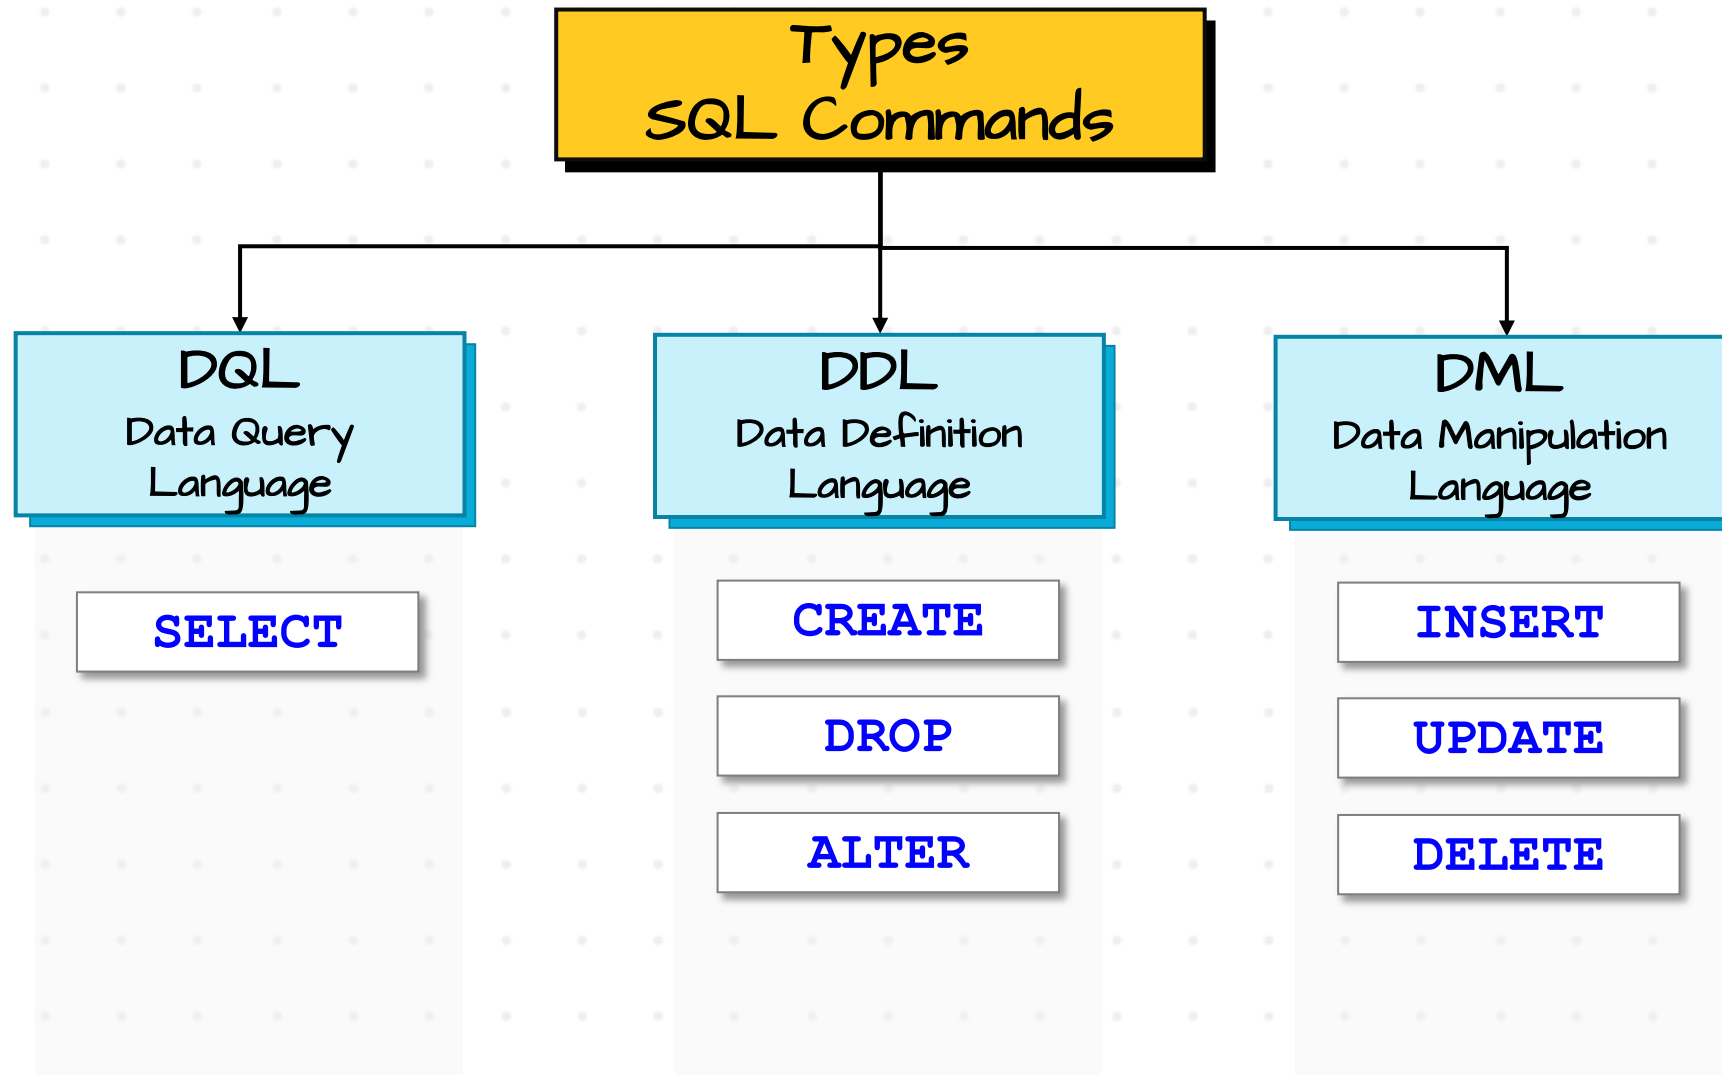 Types
SQL Commands
DQL
Data Query
Language
DDL
Data Definition
Language
DML
Data Manipulation
Language
SELECT
CREATE
DROP
ALTER
INSERT
UPDATE
DELETE